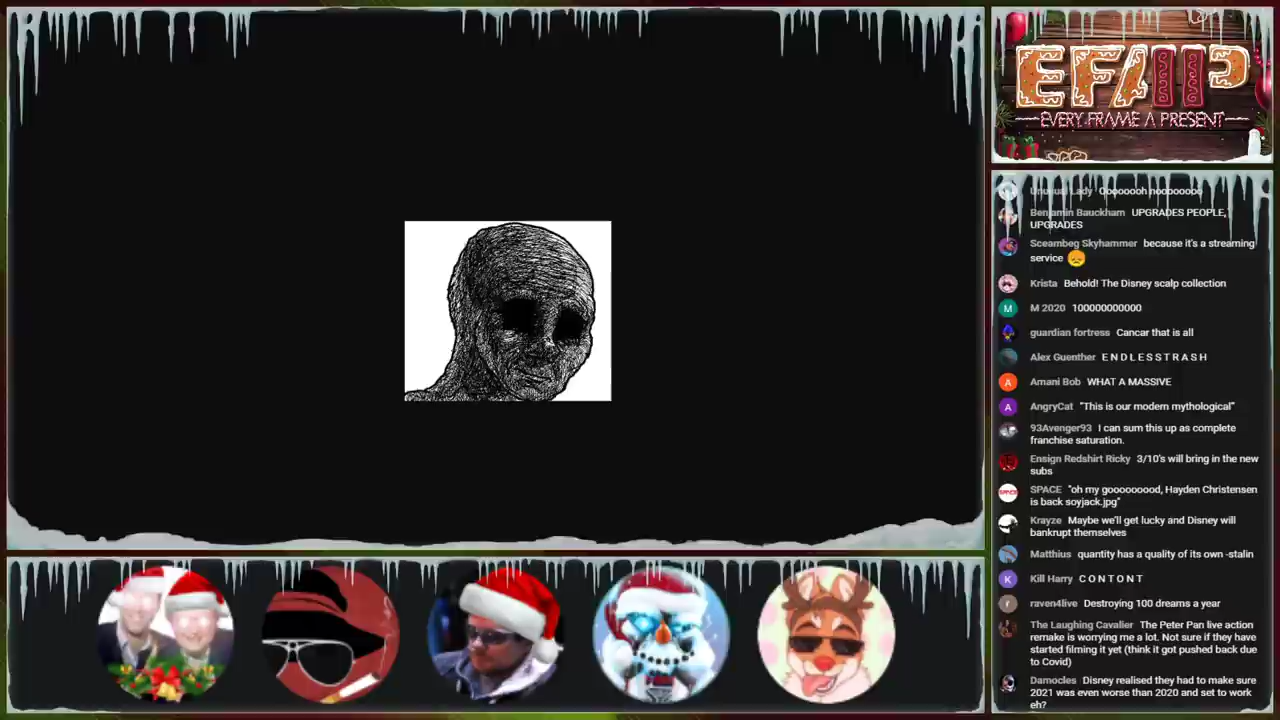 EFAP
EVERY FRAME A PRESENT
Unusual Lady Oooooooh nooooooooo
Benjamin Bauckham UPGRADES PEOPLE,
UPGRADES
Sceambeg Skyhammer because it's a streaming
service
Krista Behold! The Disney scalp collection
M
M 2020 100000000000
guardian fortress Cancar that is all
Alex Guenther E N D L E S S T R A S H
A
Amani Bob WHAT A MASSIVE
A
AngryCat "This is our modern mythological"
93Avenger93 I can sum this up as complete
franchise saturation.
Ensign Redshirt Ricky 3/10's will bring in the new
subs
SPACE
SPACE "oh my gooooooood, Hayden Christensen
is back soyjack.jpg"
Krayze Maybe we'll get lucky and Disney will
bankrupt themselves
Matthius quantity has a quality of its own -stalin
K
Kill Harry C O N T O N T
r
raven4live Destroying 100 dreams a year
The Laughing Cavalier The Peter Pan live action
remake is worrying me a lot. Not sure if they have
started filming it yet (think it got pushed back due
to Covid)
Damocles Disney realised they had to make sure
2021 was even worse than 2020 and set to work
eh?